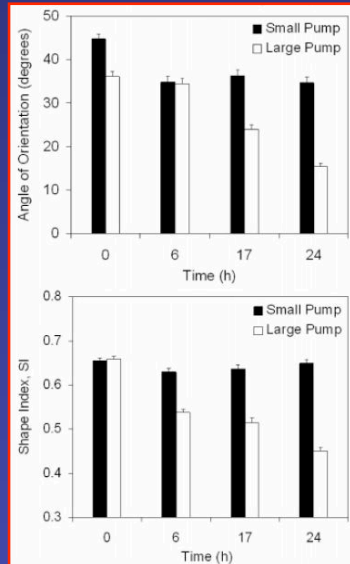 Angle of Orientation (degrees)
50
40
30
20
10
0
Small Pump
Large Pump
0 6 17 24
Time (h)
Shape Index, SI
0.8
0.7
0.6
0.5
0.4
0.3
Small Pump
Large Pump
0 6 17 24
Time (h)